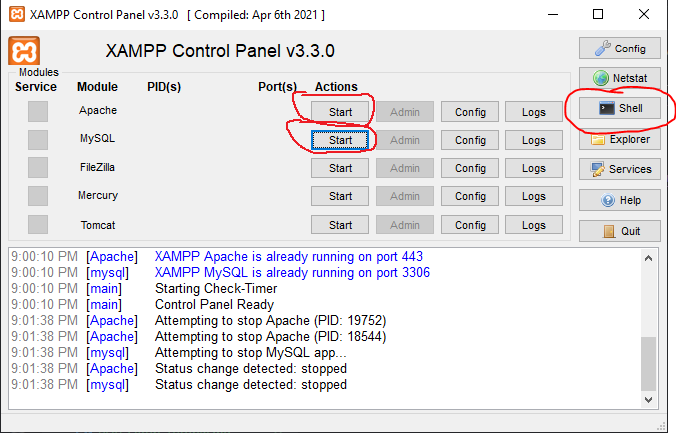 XAMPP Control Panel v3.3.0 [ Compiled: Apr 6th 2021 ]
XAMPP Control Panel v3.3.0
Config
Modules
Service Module PID(s) Port(s) Actions
Netstat
Apache Start Admin Config Logs
Shell
MySQL Start Admin Config Logs
Explorer
FileZilla Start Admin Config Logs
Services
Mercury Start Admin Config Logs
Help
Tomcat Start Admin Config Logs
Quit
9:00:10 PM [Apache] XAMPP Apache is already running on port 443
9:00:10 PM [mysql] XAMPP MySQL is already running on port 3306
9:00:10 PM [main] Starting Check-Timer
9:00:10 PM [main] Control Panel Ready
9:01:38 PM [Apache] Attempting to stop Apache (PID: 19752)
9:01:38 PM [Apache] Attempting to stop Apache (PID: 18544)
9:01:38 PM [mysql] Attempting to stop MySQL app...
9:01:38 PM [Apache] Status change detected: stopped
9:01:38 PM [mysql] Status change detected: stopped